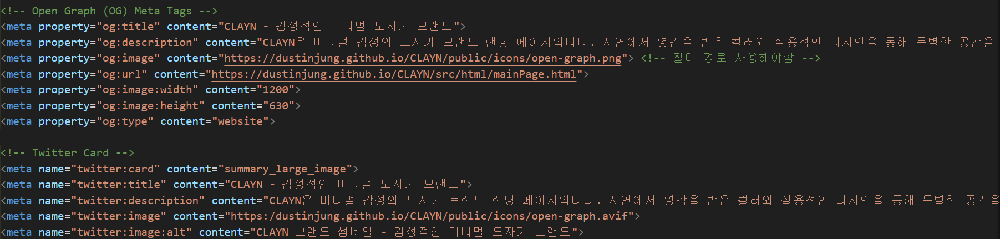 <!-- Open Graph (OG) Meta Tags -->
<meta property="og:title" content="CLAYN - 감성적인 미니멀 도자기 브랜드">
<meta property="og:description" content="CLAYN은 미니멀 감성의 도자기 브랜드 랜딩 페이지입니다. 자연에서 영감을 받은 컬러와 실용적인 디자인을 통해 특별한 공간을
<meta property="og:image" content="https://dustinjung.github.io/CLAYN/public/icons/open-graph.png"> <!-- 절대 경로 사용해야함 -->
<meta property="og:url" content="https://dustinjung.github.io/CLAYN/src/html/mainPage.html">
<meta property="og:image:width" content="1200">
<meta property="og:image:height" content="630">
<meta property="og:type" content="website">
<!-- Twitter Card -->
<meta name="twitter:card" content="summary_large_image">
<meta name="twitter:title" content="CLAYN - 감성적인 미니멀 도자기 브랜드">
<meta name="twitter:description" content="CLAYN은 미니멀 감성의 도자기 브랜드 랜딩 페이지입니다. 자연에서 영감을 받은 컬러와 실용적인 디자인을 통해 특별한 공간을
<meta name="twitter:image" content="https:/dustinjung.github.io/CLAYN/public/icons/open-graph.avif">
<meta name="twitter:image:alt" content="CLAYN 브랜드 썸네일 - 감성적인 미니멀 도자기 브랜드">